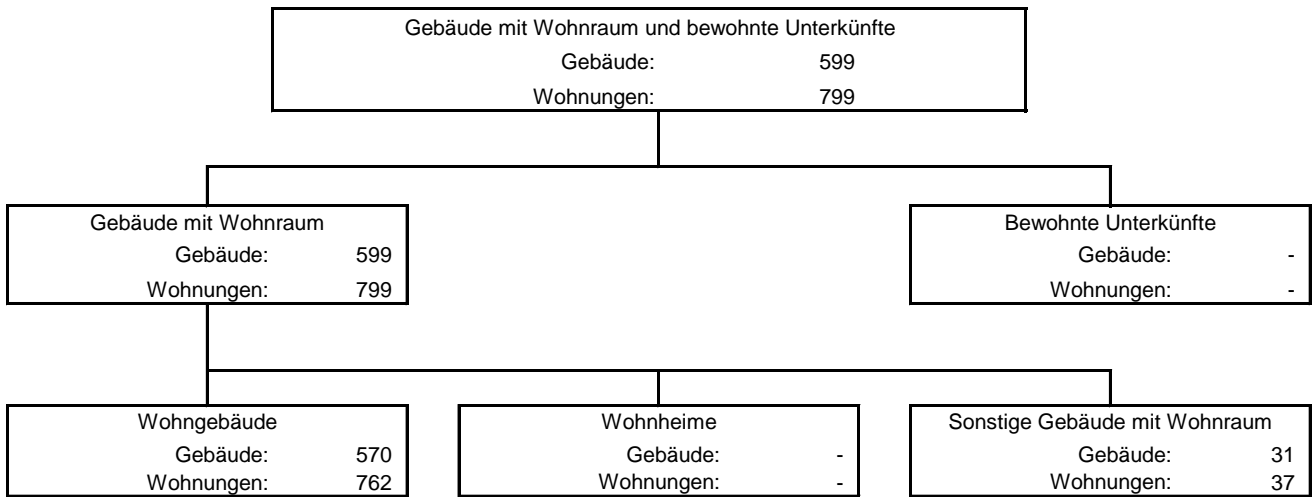 Gebäude mit Wohnraum und bewohnte Unterkünfte
Gebäude: 599
Wohnungen: 799
Gebäude mit Wohnraum
Gebäude: 599
Wohnungen: 799
Bewohnte Unterkünfte
Gebäude: -
Wohnungen: -
Wohngebäude
Gebäude: 570
Wohnungen: 762
Wohnheime
Gebäude: -
Wohnungen: -
Sonstige Gebäude mit Wohnraum
Gebäude: 31
Wohnungen: 37